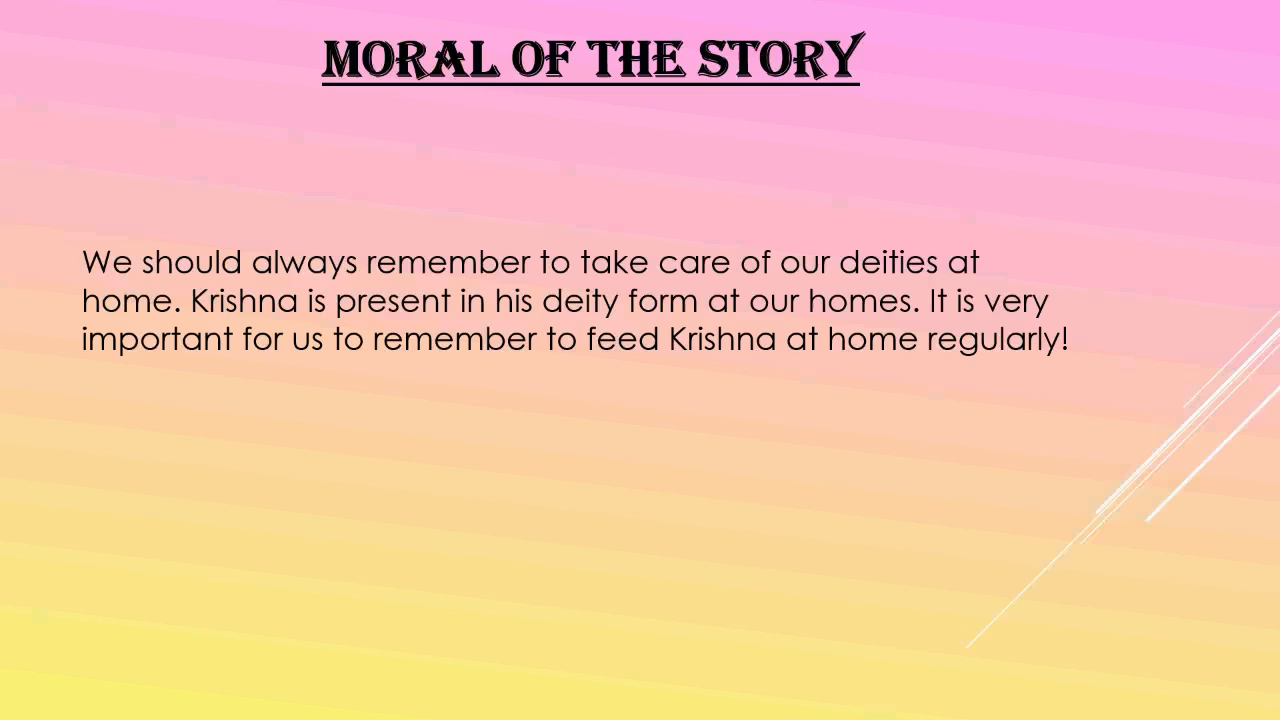 MORAL OF THE STORY
We should always remember to take care of our deities at
home. Krishna is present in his deity form at our homes. It is very
important for us to remember to feed Krishna at home regularly!